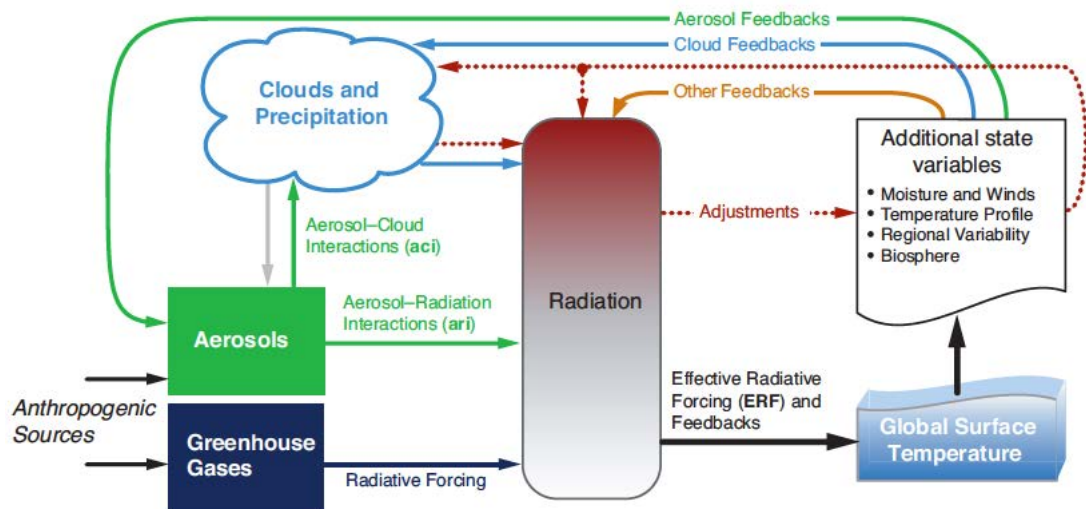 Aerosol Feedbacks
Cloud Feedbacks
Clouds and
Precipitation
Other Feedbacks
Additional state
variables
• Moisture and Winds
• Temperature Profile
• Regional Variability
• Biosphere
Adjustments
Aerosol–Cloud
Interactions (aci)
Aerosol–Radiation
Interactions (ari)
Radiation
Aerosols
Anthropogenic
Sources
Greenhouse
Gases
Radiative Forcing
Effective Radiative
Forcing (ERF) and
Feedbacks
Global Surface
Temperature